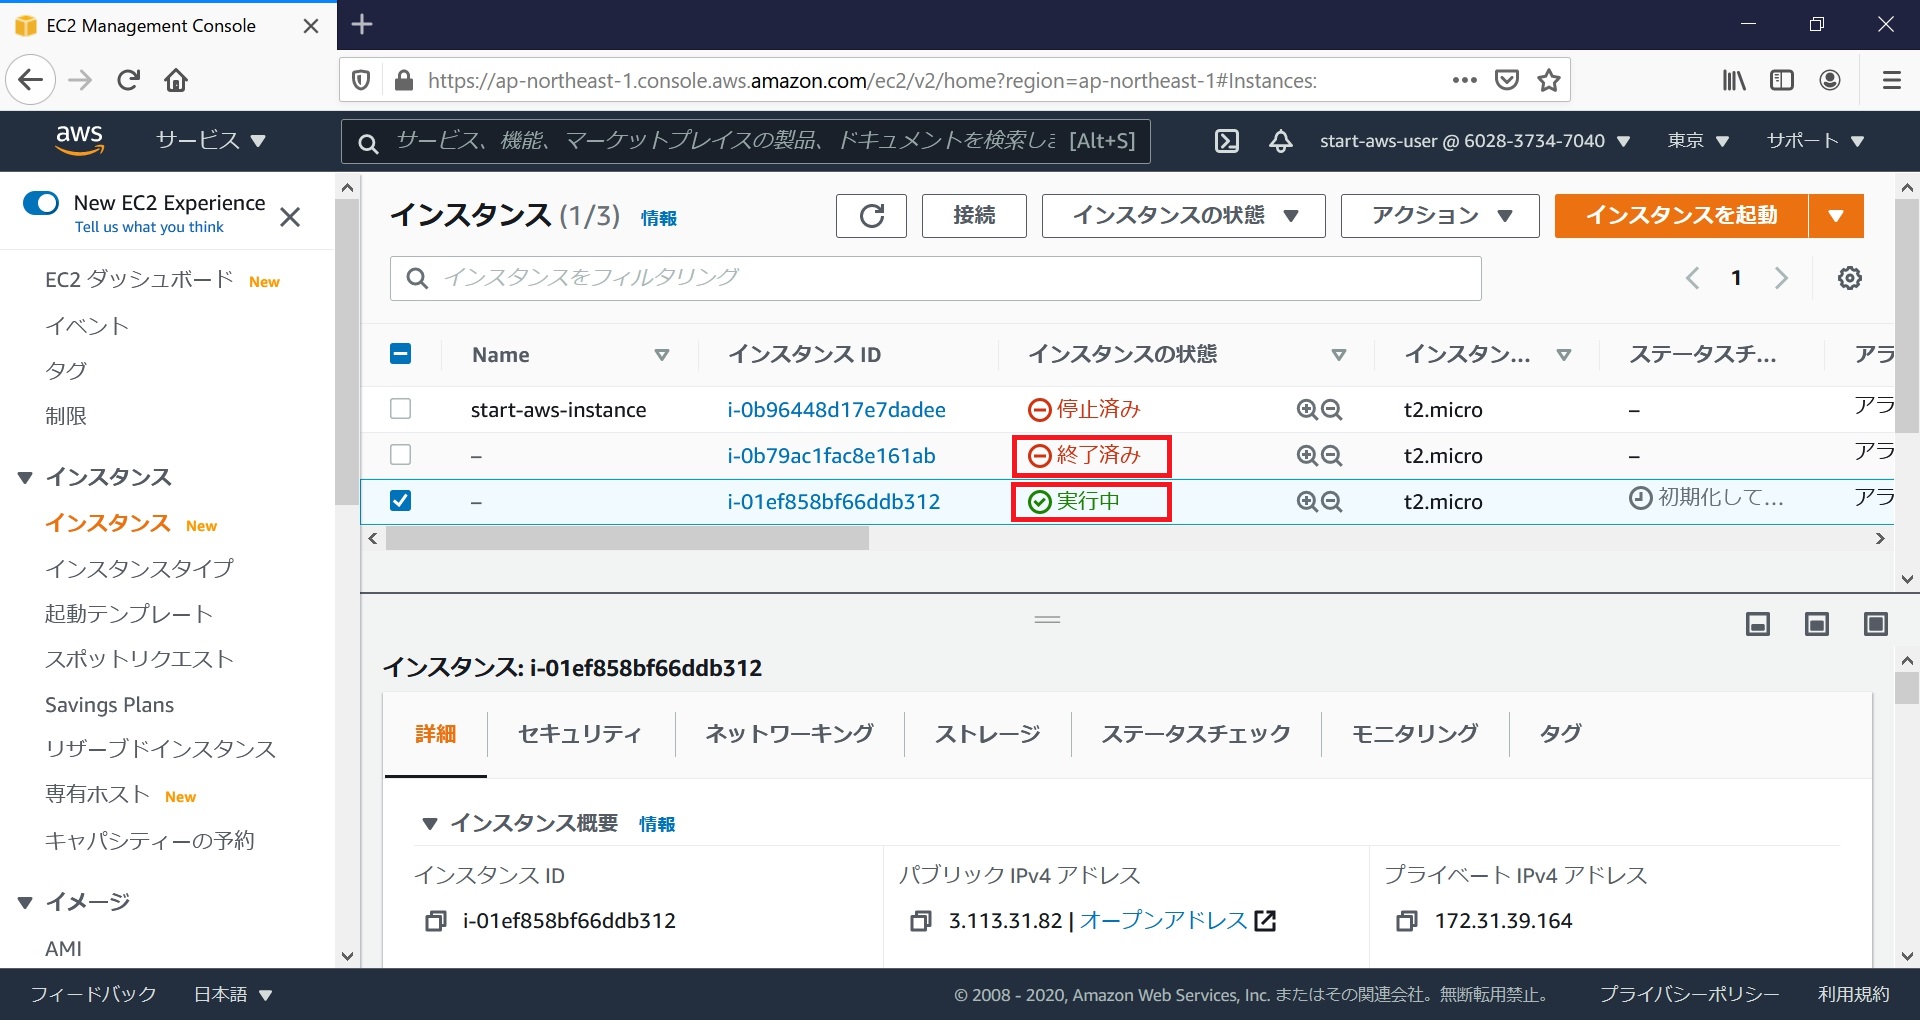 EC2 Management Console
https://ap-northeast-1.console.aws.amazon.com/ec2/v2/home?region=ap-northeast-1#Instances:
aws サービス サービス、機能、マーケットプレイスの製品、ドキュメントを検索しま [Alt+S] start-aws-user @ 6028-3734-7040 東京 サポート
New EC2 Experience
Tell us what you think
EC2 ダッシュボード New
イベント
タグ
制限
インスタンス
インスタンス New
インスタンスタイプ
起動テンプレート
スポットリクエスト
Savings Plans
リザーブドインスタンス
専有ホスト New
キャパシティーの予約
イメージ
AMI
インスタンス (1/3) 情報 接続 インスタンスの状態 アクション インスタンスを起動
インスタンスをフィルタリング 1
Name インスタンス ID インスタンスの状態 インスタン... ステータスチ... アラ
start-aws-instance i-0b96448d17e7dadee 停止済み t2.micro – アラ
– i-0b79ac1fac8e161ab 終了済み t2.micro – アラ
– i-01ef858bf66ddb312 実行中 t2.micro 初期化して... アラ
インスタンス: i-01ef858bf66ddb312
詳細 セキュリティ ネットワーキング ストレージ ステータスチェック モニタリング タグ
インスタンス概要 情報
インスタンス ID パブリック IPv4 アドレス プライベート IPv4 アドレス
i-01ef858bf66ddb312 3.113.31.82 | オープンアドレス 172.31.39.164
フィードバック 日本語 © 2008 - 2020, Amazon Web Services, Inc. またはその関連会社。無断転用禁止。 プライバシーポリシー 利用規約